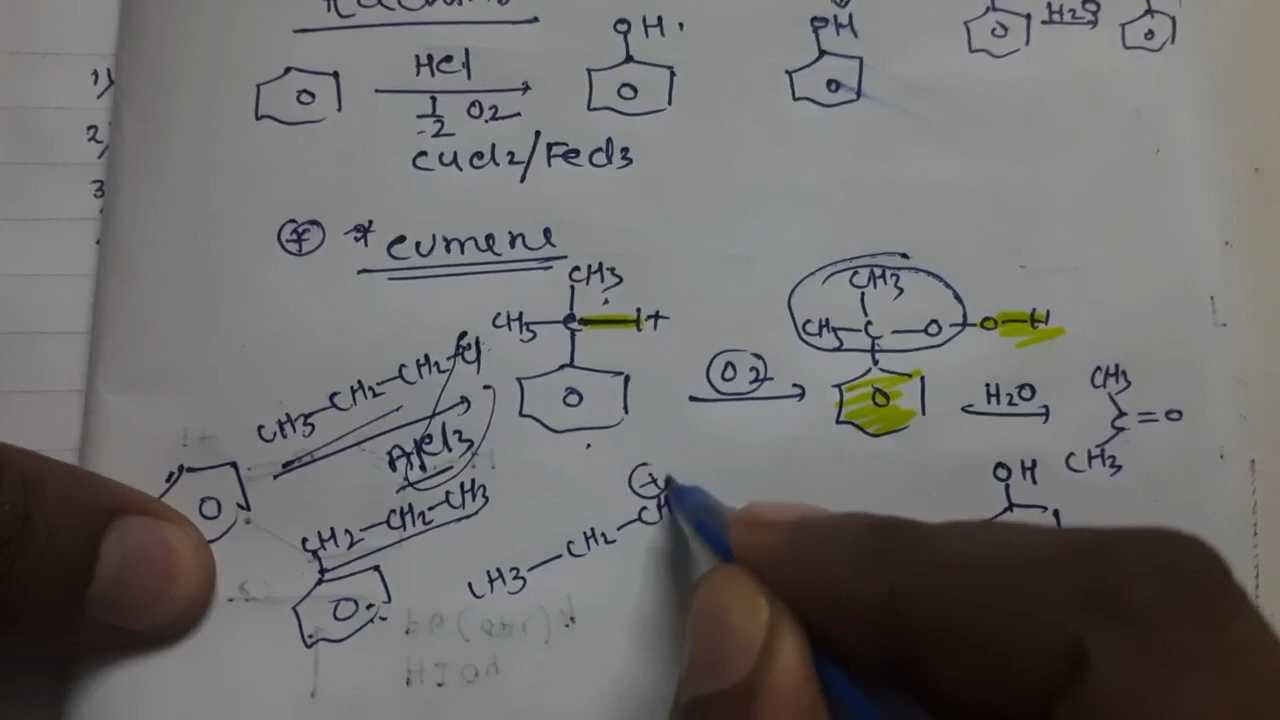 OH.
OH
H2O
1)
HCl
1/2 O2
2)
CuCl2/FeCl3
3
* Cumene
CH3
CH3
CH3—C—H
CH3—C—O—O—H
CH3—CH2—CH2—Cl
O2
H2O
CH3
C=O
CH3
AlCl3
OH
CH2—CH2—CH3
+
CH3—CH2—CH